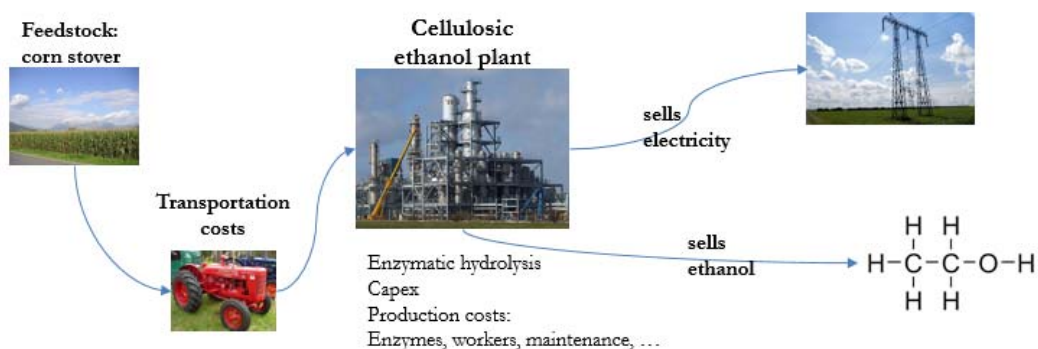 Feedstock:
corn stover
Transportation
costs
Cellulosic
ethanol plant
Enzymatic hydrolysis
Capex
Production costs:
Enzymes, workers, maintenance, …
sells
electricity
sells
ethanol
H H
H-C-C-O-H
H H